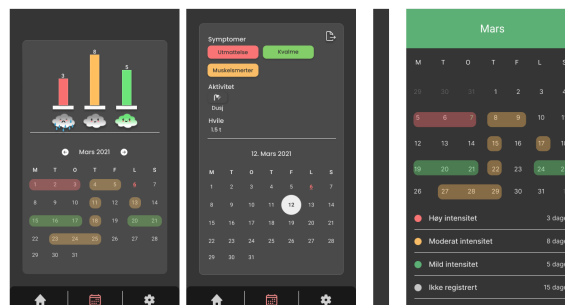 3
8
5
Mars 2021
M T O T F L S
1 2 3 4 5 6 7
8 9 10 11 12 13 14
15 16 17 18 19 20 21
22 23 24 25 26 27 28
29 30 31
Symptomer
Utmattelse Kvalme
Muskelsmerter
Aktivitet
Dusj
Hvile
1,5 t
12. Mars 2021
M T O T F L S
1 2 3 4 5 6 7
8 9 10 11 12 13 14
15 16 17 18 19 20 21
22 23 24 25 26 27 28
29 30 31
Mars
M T O T F L S
29 30 31 1 2 3 4
5 6 7 8 9 10
12 13 14 15 16 17
19 20 21 22 23 24
26 27 28 29 30 31
Høy intensitet 3 dage
Moderat intensitet 8 dage
Mild intensitet 5 dage
Ikke registrert 15 dage